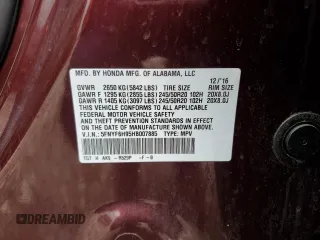 MFD. BY HONDA MFG. OF ALABAMA, LLC 12/'16
GVWR 2650 KG (5842 LBS) TIRE SIZE RIM SIZE
GAWR F 1295 KG (2855 LBS) 245/50R20 102H 20X8.0J
GAWR R 1405 KG (3097 LBS) 245/50R20 102H 20X8.0J
THIS VEHICLE CONFORMS TO ALL APPLICABLE
FEDERAL MOTOR VEHICLE SAFETY AND THEFT
PREVENTION STANDARDS IN EFFECT ON THE
DATE OF MANUFACTURE SHOWN ABOVE.
V.I.N.: 5FNYF6H95HB007885 TYPE: MPV